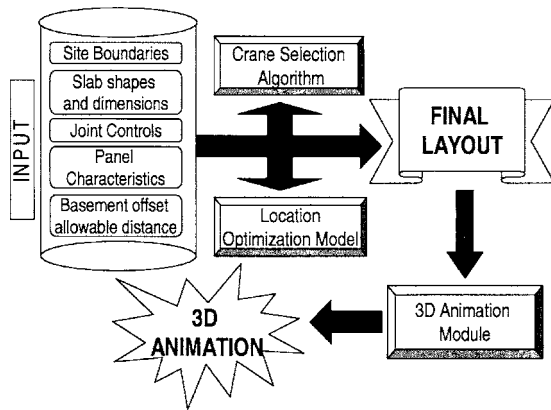 INPUT
Site Boundaries
Slab shapes
and dimensions
Joint Controls
Panel
Characteristics
Basement offset
allowable distance
Crane Selection
Algorithm
Location
Optimization Model
FINAL
LAYOUT
3D Animation
Module
3D
ANIMATION